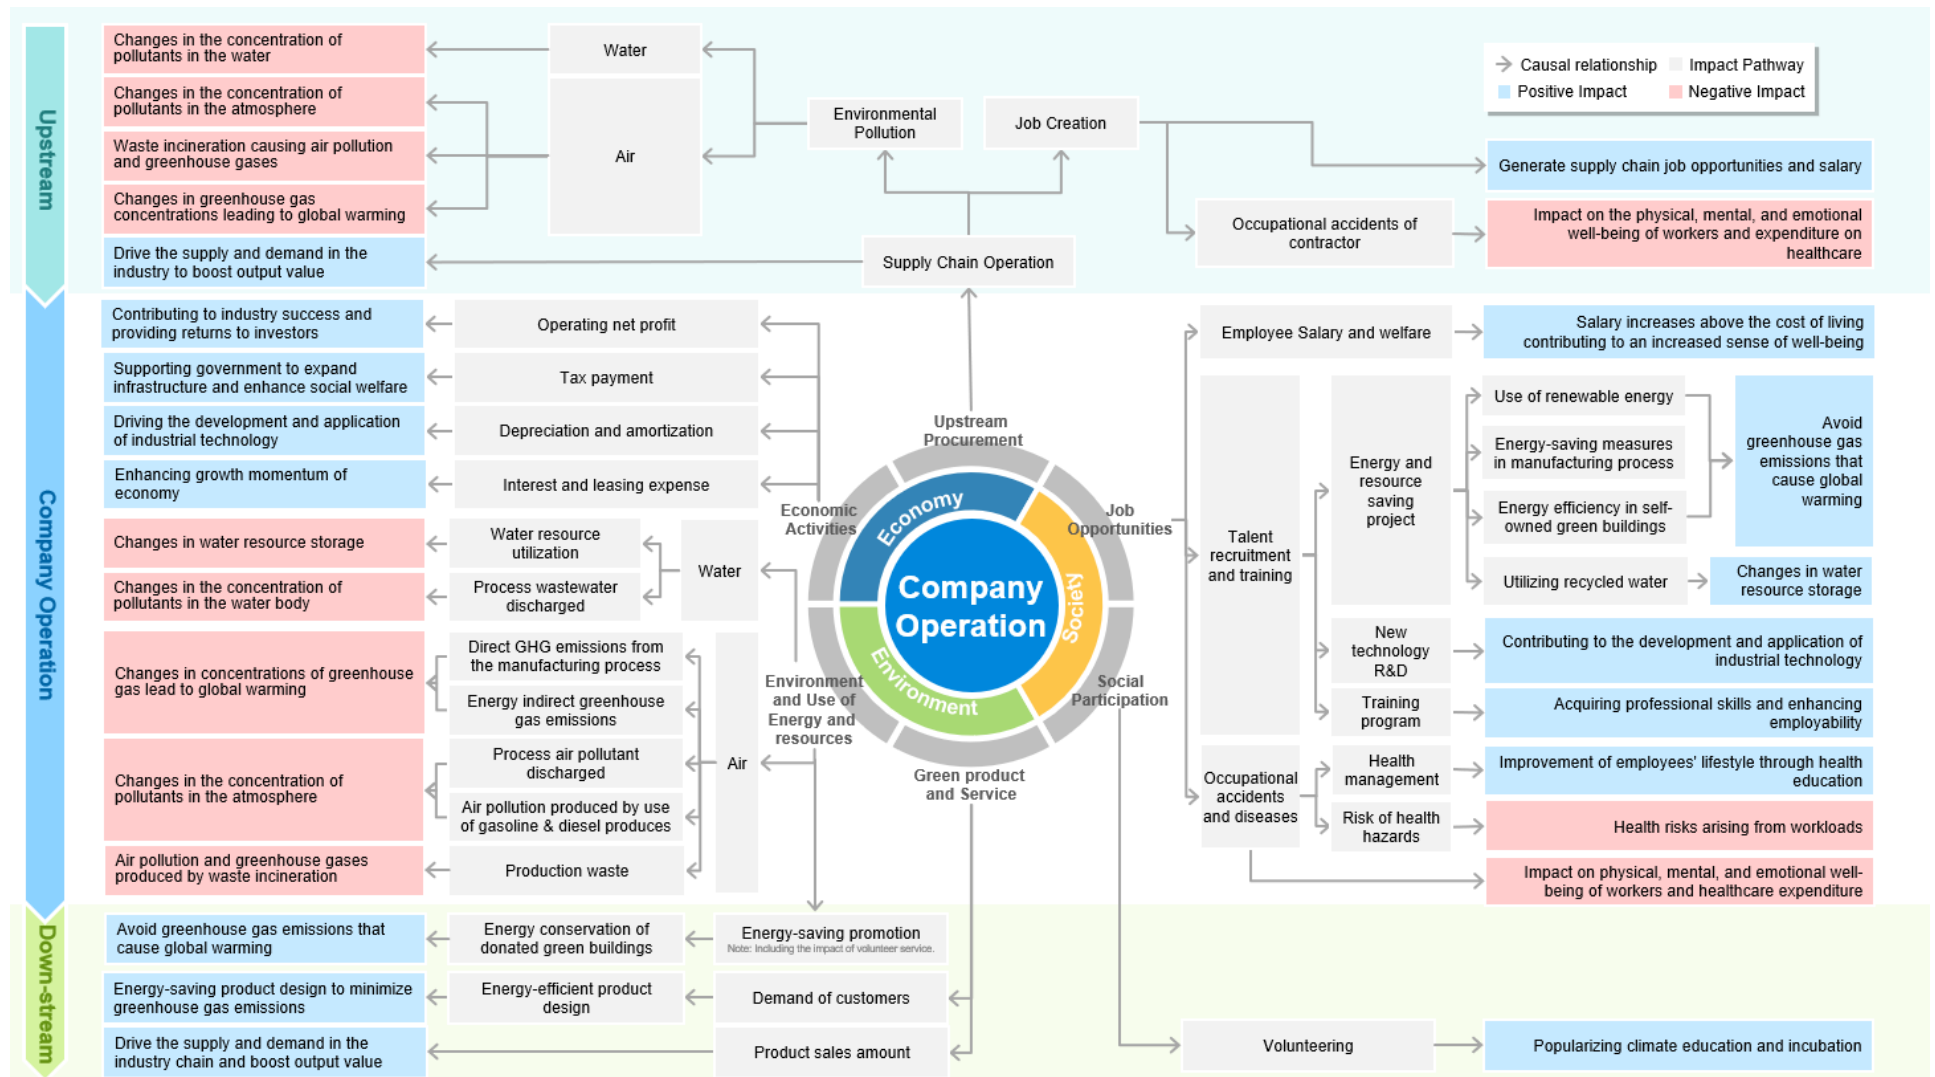 Upstream
Changes in the concentration of
pollutants in the water
Changes in the concentration of
pollutants in the atmosphere
Waste incineration causing air pollution
and greenhouse gases
Changes in greenhouse gas
concentrations leading to global warming
Drive the supply and demand in the
industry to boost output value
Water
Air
Environmental
Pollution
Job Creation
Supply Chain Operation
Causal relationship
Impact Pathway
Positive Impact
Negative Impact
Generate supply chain job opportunities and salary
Occupational accidents of
contractor
Impact on the physical, mental, and emotional
well-being of workers and expenditure on
healthcare
Company Operation
Contributing to industry success and
providing returns to investors
Operating net profit
Supporting government to expand
infrastructure and enhance social welfare
Tax payment
Driving the development and application
of industrial technology
Depreciation and amortization
Enhancing growth momentum of
economy
Interest and leasing expense
Changes in water resource storage
Water resource
utilization
Changes in the concentration of
pollutants in the water body
Process wastewater
discharged
Water
Changes in concentrations of greenhouse
gas lead to global warming
Direct GHG emissions from
the manufacturing process
Energy indirect greenhouse
gas emissions
Changes in the concentration of
pollutants in the atmosphere
Process air pollutant
discharged
Air pollution produced by use
of gasoline & diesel produces
Air pollution and greenhouse gases
produced by waste incineration
Production waste
Air
Upstream
Procurement
Economic
Activities
Job
Opportunities
Environment
and Use of
Energy and
resources
Social
Participation
Green product
and Service
Economy
Society
Environment
Company
Operation
Employee Salary and welfare
Salary increases above the cost of living
contributing to an increased sense of well-being
Talent
recruitment
and training
Energy and
resource
saving
project
Use of renewable energy
Energy-saving measures
in manufacturing process
Energy efficiency in self-
owned green buildings
Avoid
greenhouse gas
emissions that
cause global
warming
Utilizing recycled water
Changes in water
resource storage
New
technology
R&D
Contributing to the development and application of
industrial technology
Training
program
Acquiring professional skills and enhancing
employability
Occupational
accidents
and diseases
Health
management
Improvement of employees' lifestyle through health
education
Risk of health
hazards
Health risks arising from workloads
Impact on physical, mental, and emotional well-
being of workers and healthcare expenditure
Down-stream
Avoid greenhouse gas emissions that
cause global warming
Energy conservation of
donated green buildings
Energy-saving promotion
Note: Including the impact of volunteer service.
Energy-saving product design to minimize
greenhouse gas emissions
Energy-efficient product
design
Demand of customers
Drive the supply and demand in the
industry chain and boost output value
Product sales amount
Volunteering
Popularizing climate education and incubation